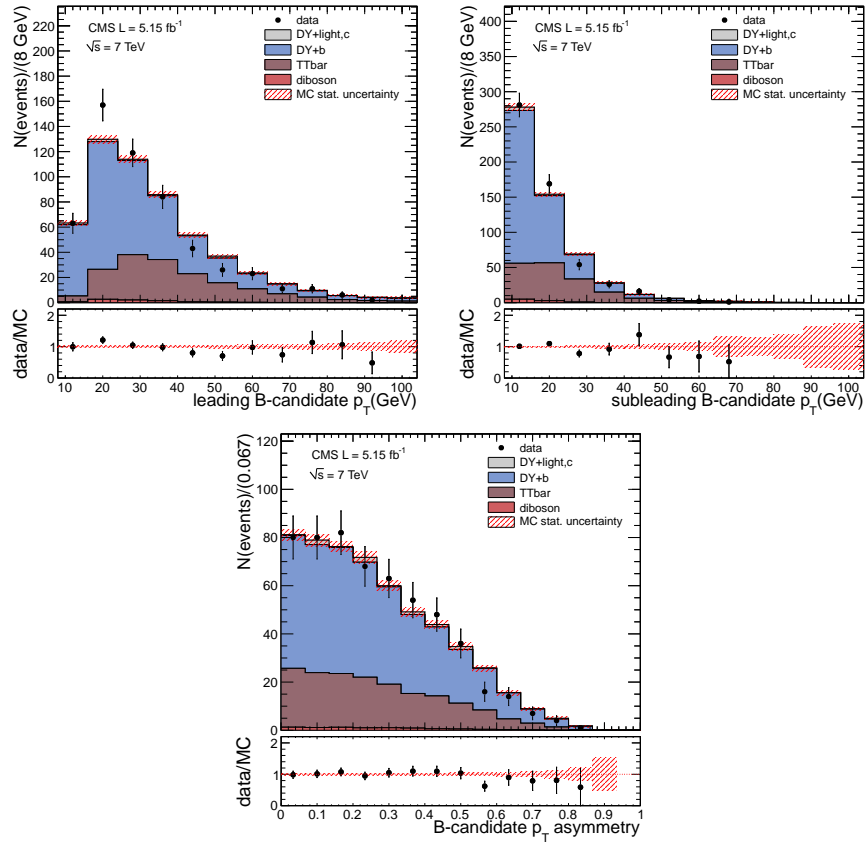 N(events)/(8 GeV)
220
200
180
160
140
120
100
80
60
40
20
0
CMS L = 5.15 fb⁻¹
√s = 7 TeV
data
DY+light,c
DY+b
TTbar
diboson
MC stat. uncertainty
data/MC
2
1
0
10 20 30 40 50 60 70 80 90 100
leading B-candidate p_T(GeV)
N(events)/(8 GeV)
400
350
300
250
200
150
100
50
0
CMS L = 5.15 fb⁻¹
√s = 7 TeV
data
DY+light,c
DY+b
TTbar
diboson
MC stat. uncertainty
data/MC
2
1
0
10 20 30 40 50 60 70 80 90 100
subleading B-candidate p_T(GeV)
N(events)/(0.067)
120
100
80
60
40
20
0
CMS L = 5.15 fb⁻¹
√s = 7 TeV
data
DY+light,c
DY+b
TTbar
diboson
MC stat. uncertainty
data/MC
2
1
0
0 0.1 0.2 0.3 0.4 0.5 0.6 0.7 0.8 0.9 1
B-candidate p_T asymmetry